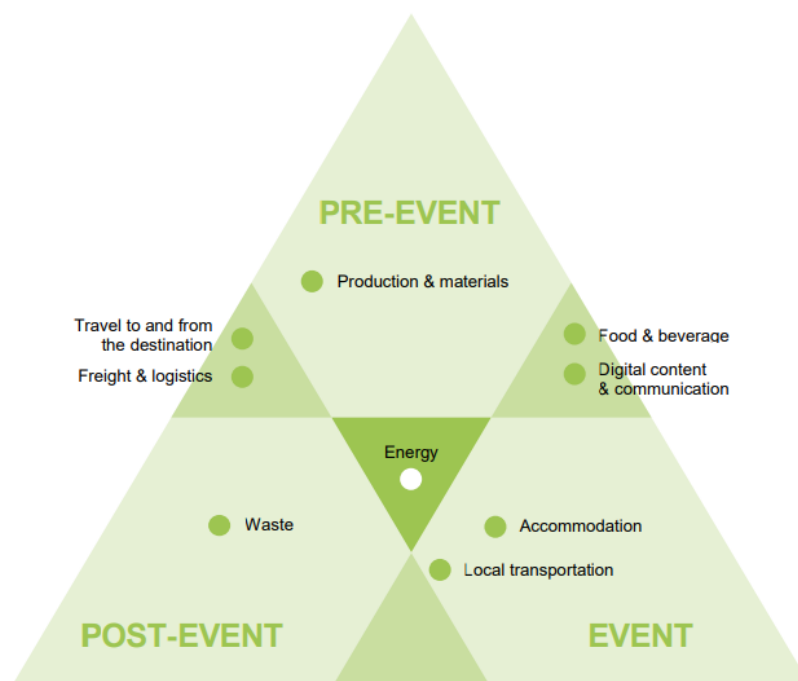 PRE-EVENT
Production & materials
Travel to and from
the destination
Freight & logistics
Food & beverage
Digital content
& communication
Energy
Waste
Accommodation
Local transportation
POST-EVENT
EVENT